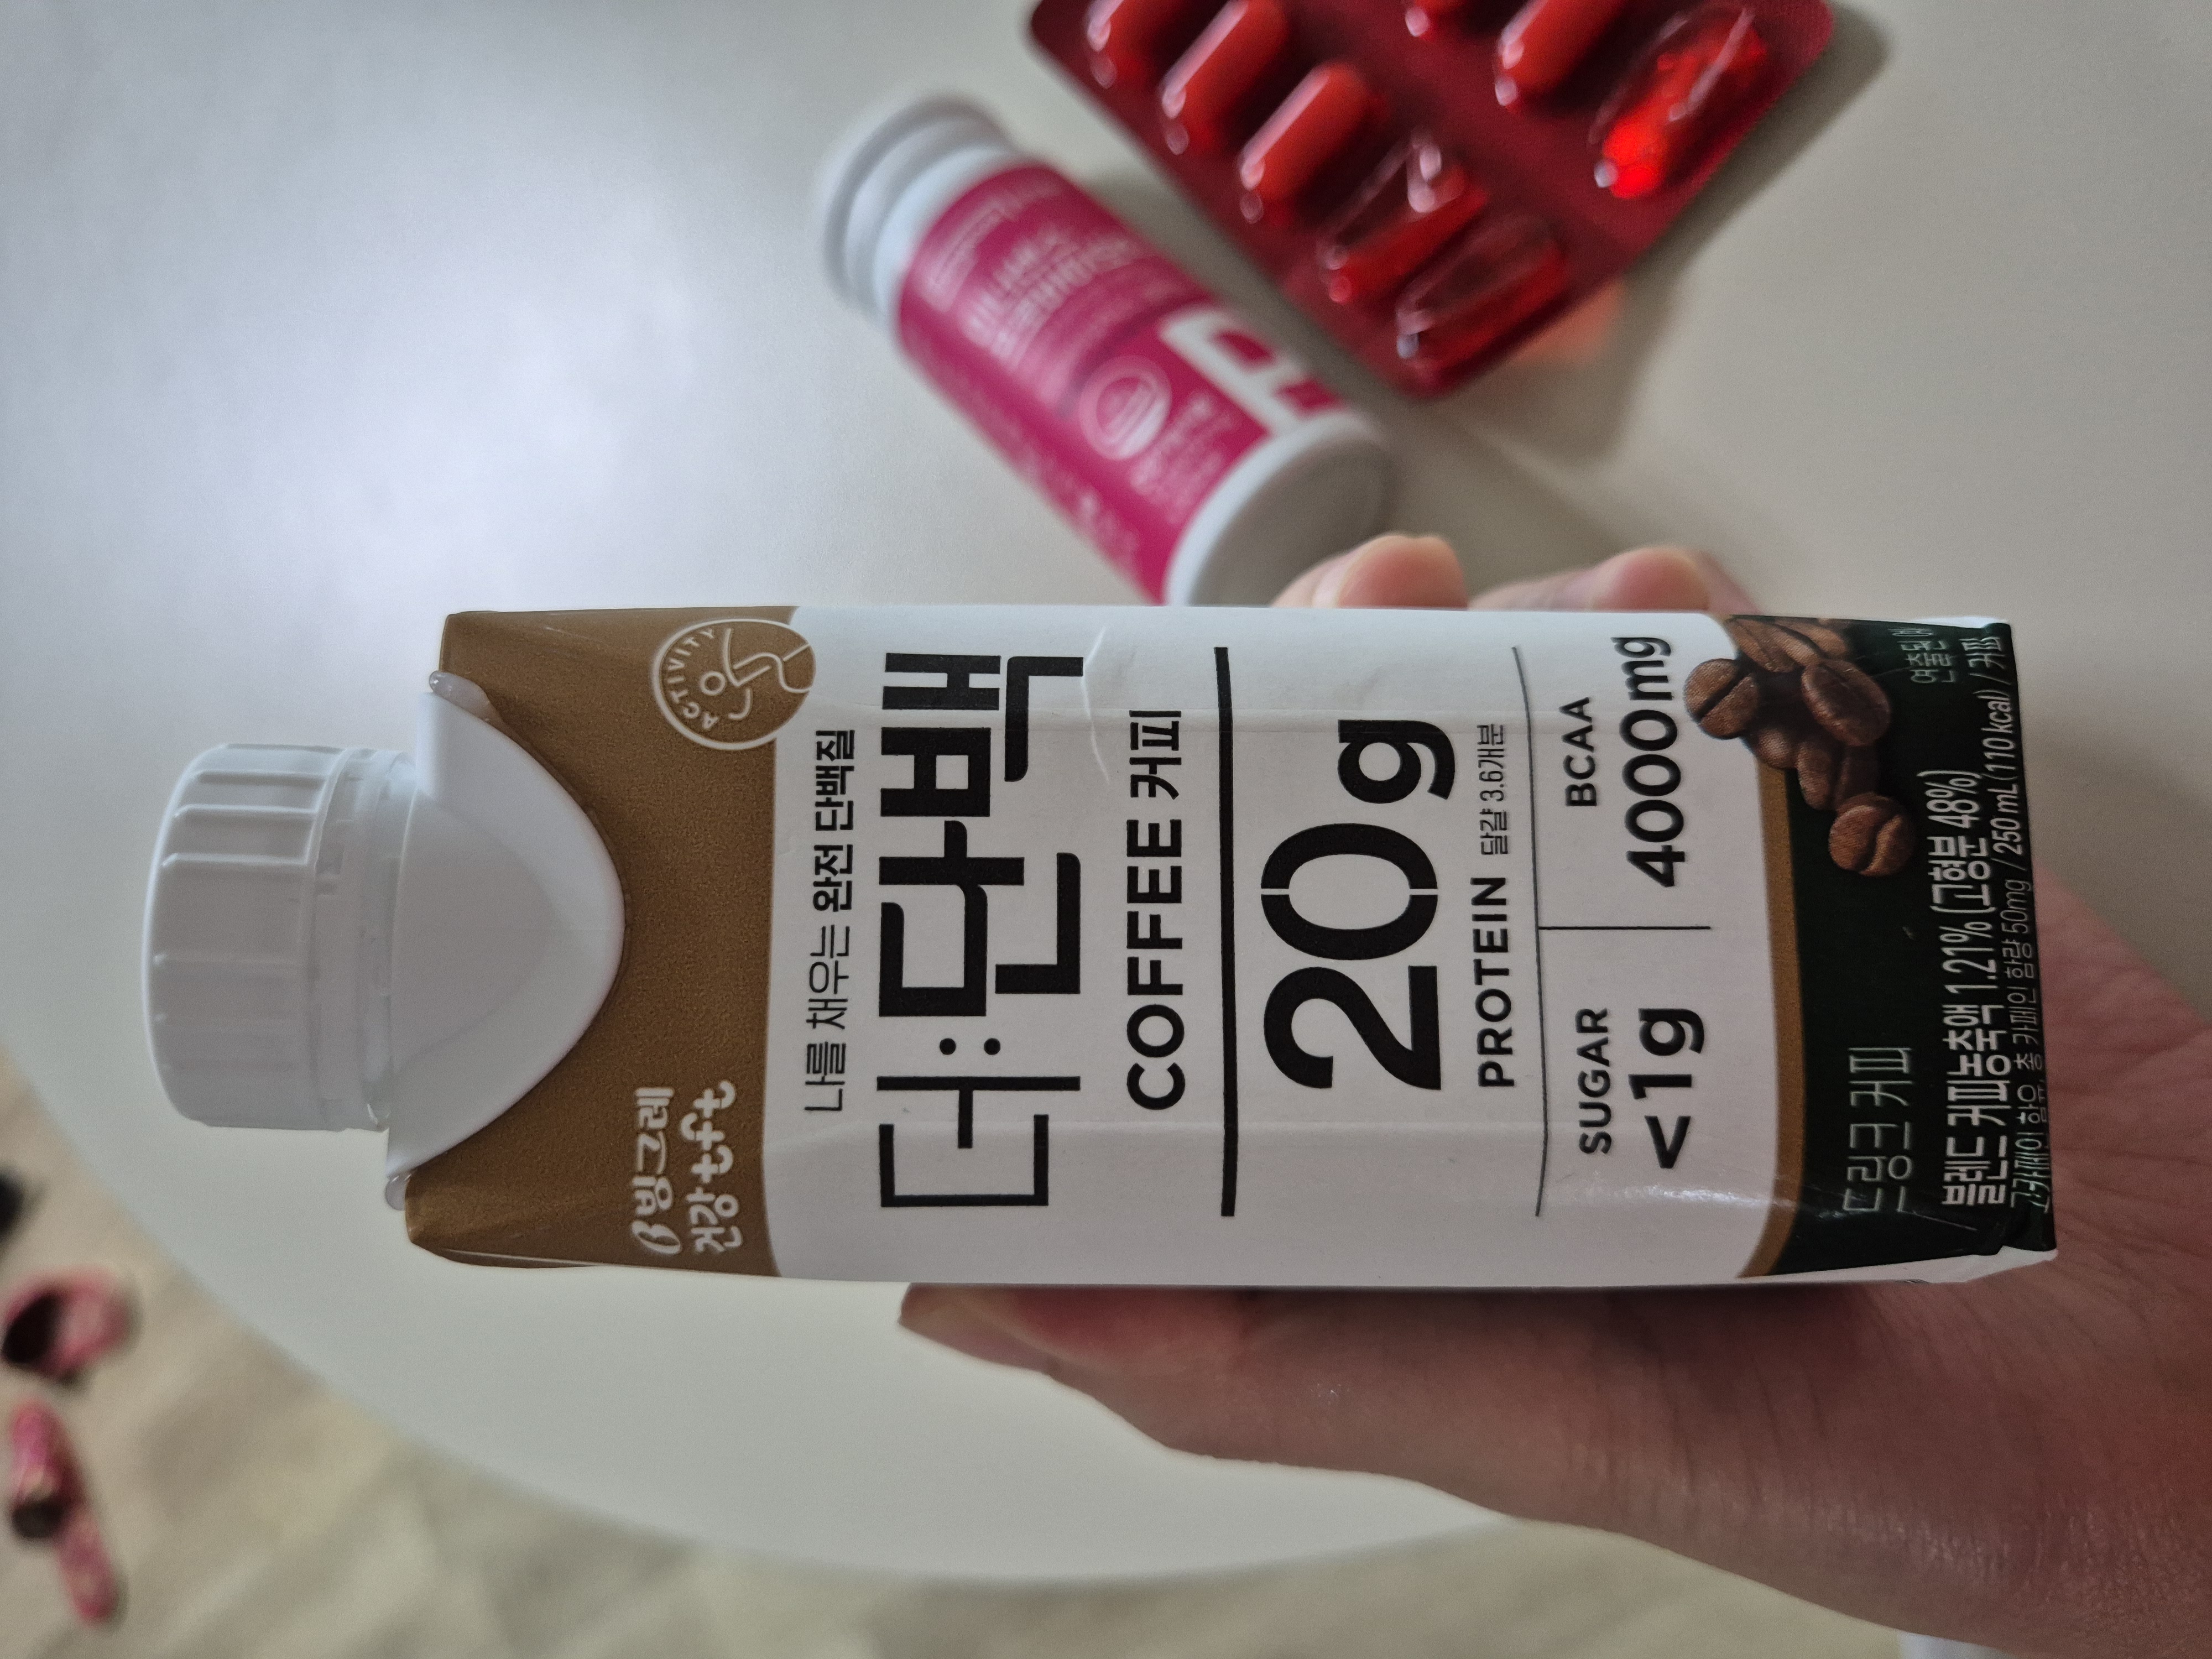 빙그레
건강tft
ACTIVITY
나를 채우는 완전 단백질
더:단백
COFFEE 커피
20g
PROTEIN 달걀 3.6개분
SUGAR
<1g
BCAA
4000mg
드링크 커피
블렌드 커피농축액 1.21% (고형분 48%)
고카페인 함유 총 카페인 함량 50mg / 250 mL (110 kcal) / 커피